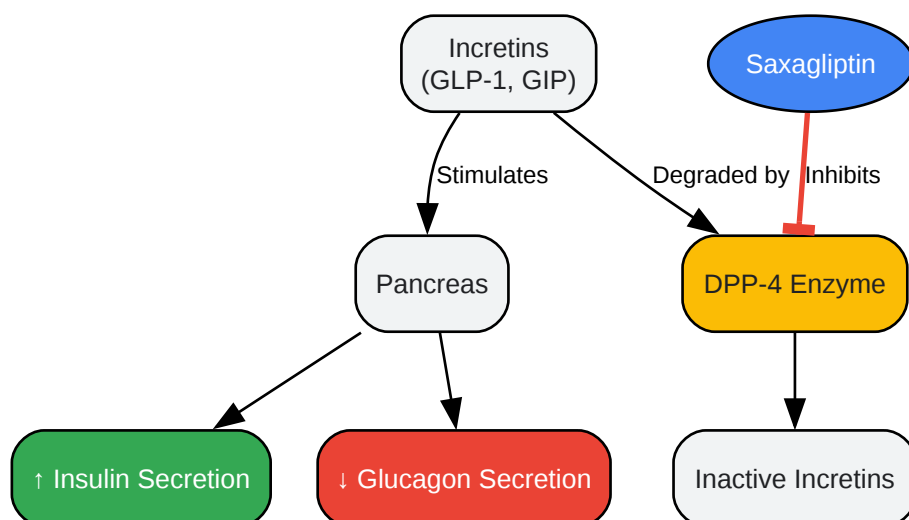 Incretins
(GLP-1, GIP)
Saxagliptin
Stimulates
Degraded by
Inhibits
Pancreas
DPP-4 Enzyme
↑ Insulin Secretion
↓ Glucagon Secretion
Inactive Incretins